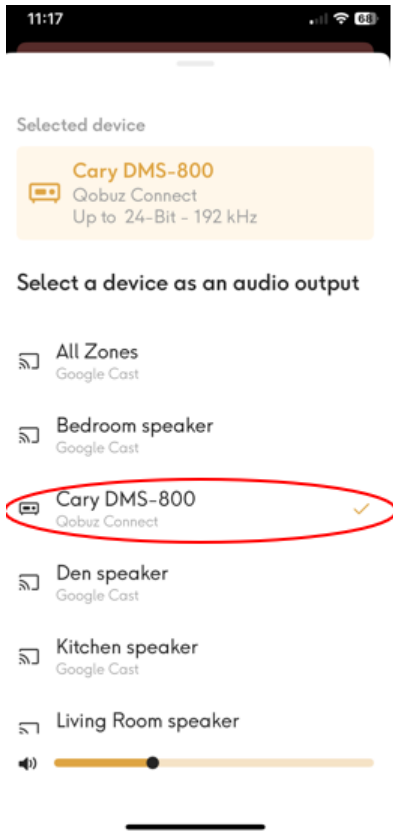 11:17
68
Selected device
Cary DMS-800
Qobuz Connect
Up to 24-Bit - 192 kHz
Select a device as an audio output
All Zones
Google Cast
Bedroom speaker
Google Cast
Cary DMS-800
Qobuz Connect
Den speaker
Google Cast
Kitchen speaker
Google Cast
Living Room speaker